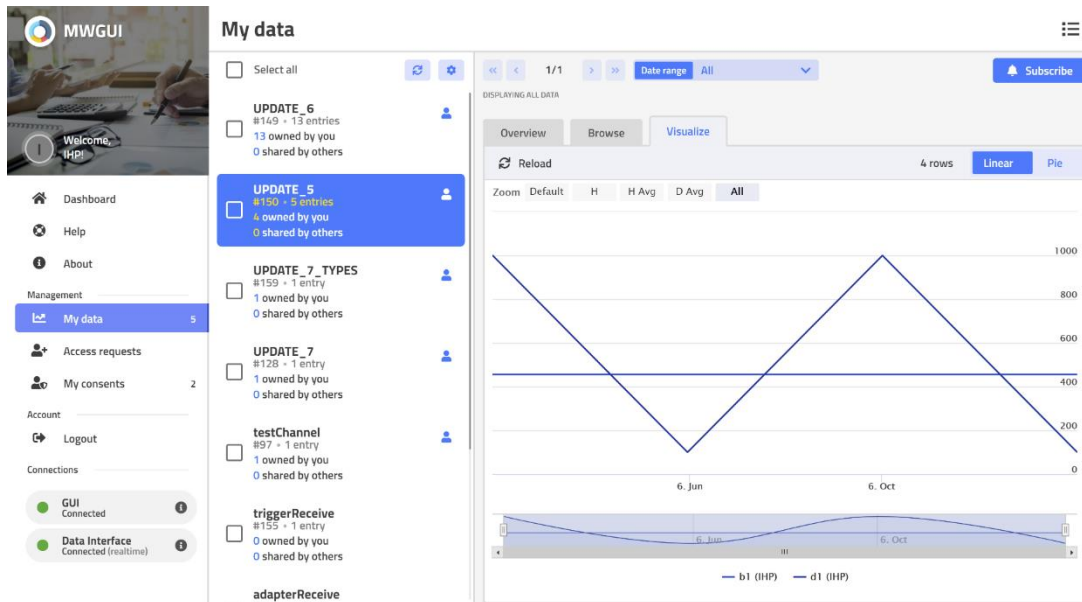 MWGUI
Welcome,
IHP!
Dashboard
Help
About
Management
My data 5
Access requests
My consents 2
Account
Logout
Connections
GUI
Connected
Data Interface
Connected (realtime)
My data
Select all
UPDATE_6
#149 • 13 entries
13 owned by you
0 shared by others
UPDATE_5
#150 • 5 entries
4 owned by you
0 shared by others
UPDATE_7_TYPES
#159 • 1 entry
1 owned by you
0 shared by others
UPDATE_7
#128 • 1 entry
1 owned by you
0 shared by others
testChannel
#97 • 1 entry
1 owned by you
0 shared by others
triggerReceive
#155 • 1 entry
0 owned by you
0 shared by others
adapterReceive
1/1 Date range All Subscribe
DISPLAYING ALL DATA
Overview Browse Visualize
Reload 4 rows Linear Pie
Zoom Default H H Avg D Avg All
1000
800
600
400
200
0
6. Jun 6. Oct
6. Jun 6. Oct
b1 (IHP) d1 (IHP)